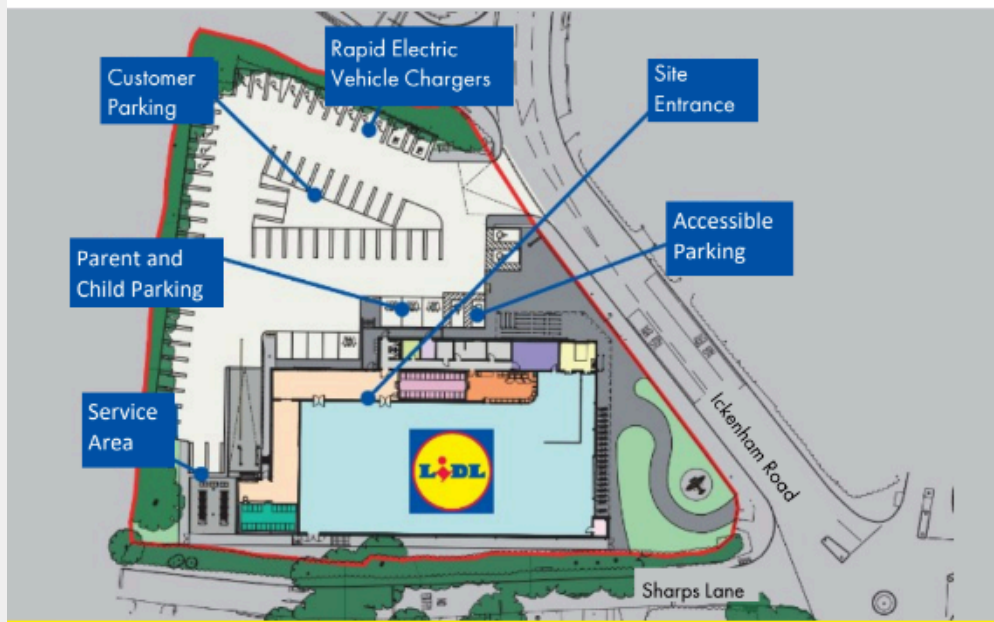 Customer
Parking
Rapid Electric
Vehicle Chargers
Site
Entrance
Parent and
Child Parking
Accessible
Parking
Service
Area
LIDL
Ickenham Road
Sharps Lane